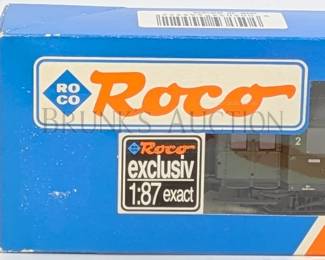 RO
CO
Roco
BRUNKS AUCTION
2
Roco
exclusiv
1:87 exact